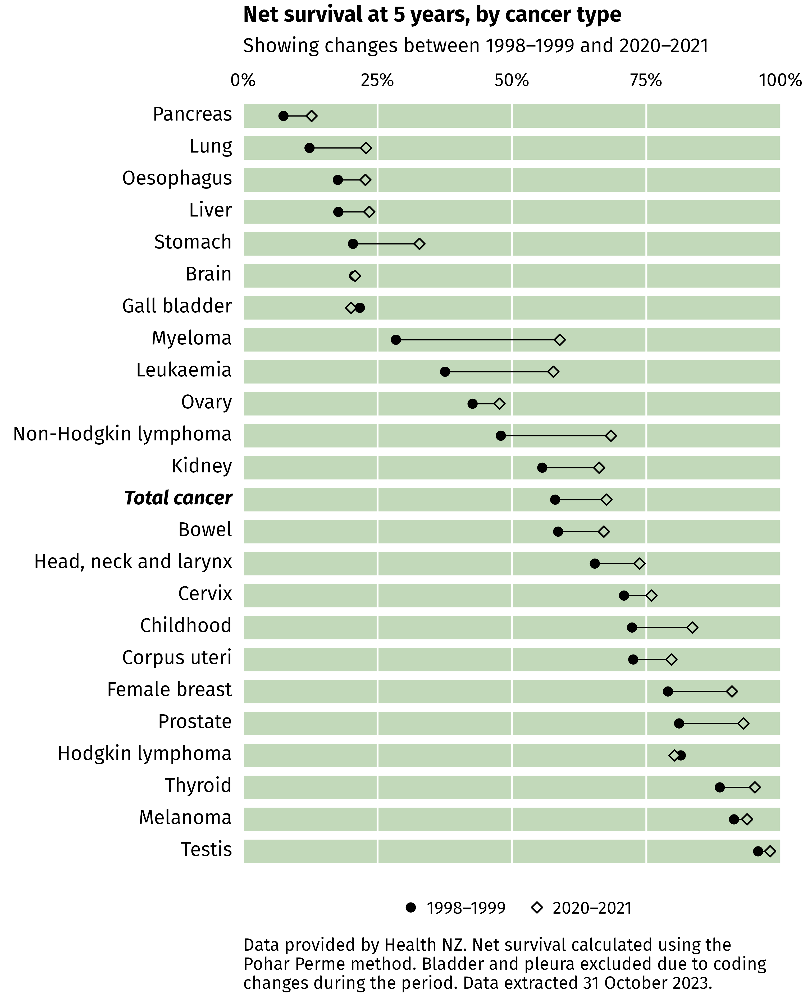 Net survival at 5 years, by cancer type
Showing changes between 1998–1999 and 2020–2021
0% 25% 50% 75% 100%
Pancreas
Lung
Oesophagus
Liver
Stomach
Brain
Gall bladder
Myeloma
Leukaemia
Ovary
Non-Hodgkin lymphoma
Kidney
Total cancer
Bowel
Head, neck and larynx
Cervix
Childhood
Corpus uteri
Female breast
Prostate
Hodgkin lymphoma
Thyroid
Melanoma
Testis
1998–1999 2020–2021
Data provided by Health NZ. Net survival calculated using the
Pohar Perme method. Bladder and pleura excluded due to coding
changes during the period. Data extracted 31 October 2023.